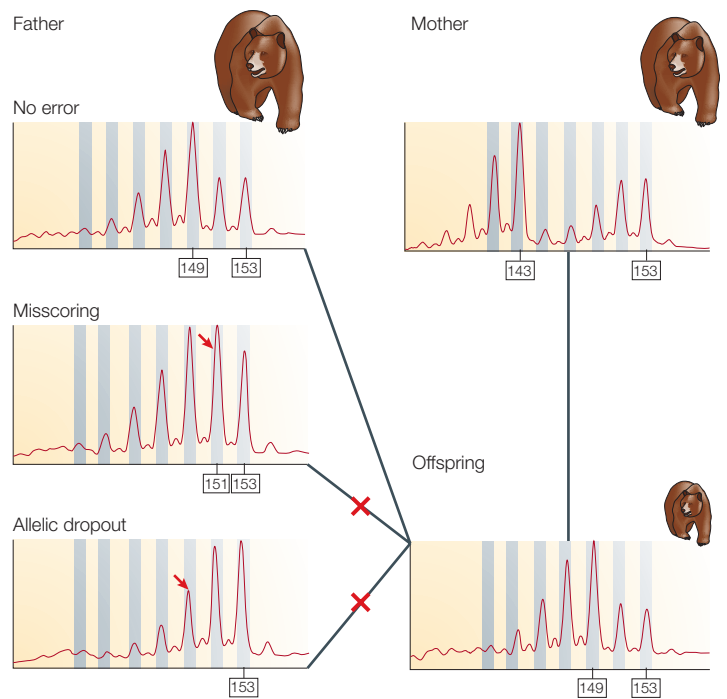 Father
Mother
No error
149
153
143
153
Misscoring
151
153
Offspring
Allelic dropout
153
149
153